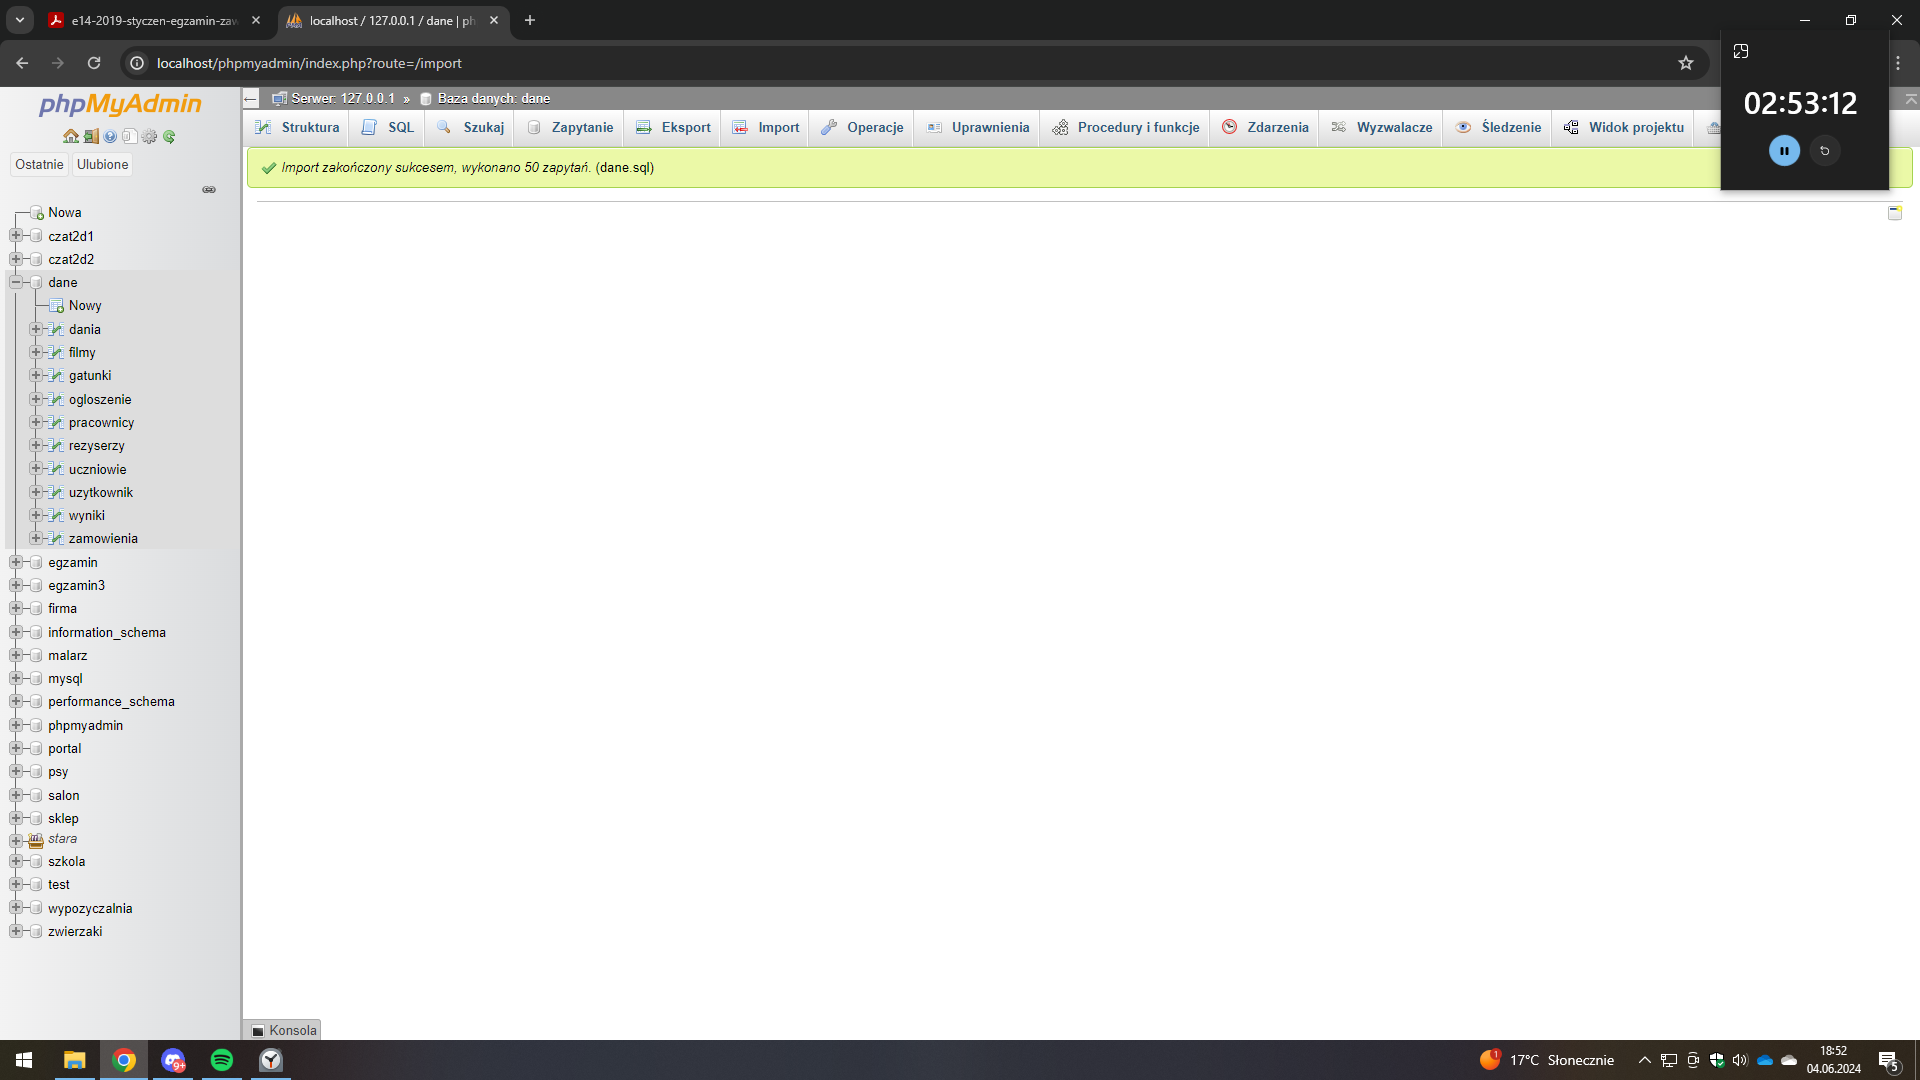 e14-2019-styczen-egzamin-zaw
localhost / 127.0.0.1 / dane | ph
localhost/phpmyadmin/index.php?route=/import
02:53:12
phpMyAdmin
Ostatnie
Ulubione
Serwer: 127.0.0.1 » Baza danych: dane
Struktura
SQL
Szukaj
Zapytanie
Eksport
Import
Operacje
Uprawnienia
Procedury i funkcje
Zdarzenia
Wyzwalacze
Śledzenie
Widok projektu
Import zakończony sukcesem, wykonano 50 zapytań. (dane.sql)
Nowa
czat2d1
czat2d2
dane
Nowy
dania
filmy
gatunki
ogloszenie
pracownicy
rezyserzy
uczniowie
uzytkownik
wyniki
zamowienia
egzamin
egzamin3
firma
information_schema
malarz
mysql
performance_schema
phpmyadmin
portal
psy
salon
sklep
stara
szkola
test
wypozyczalnia
zwierzaki
Konsola
9+
1
17°C Słonecznie
18:52
04.06.2024
5